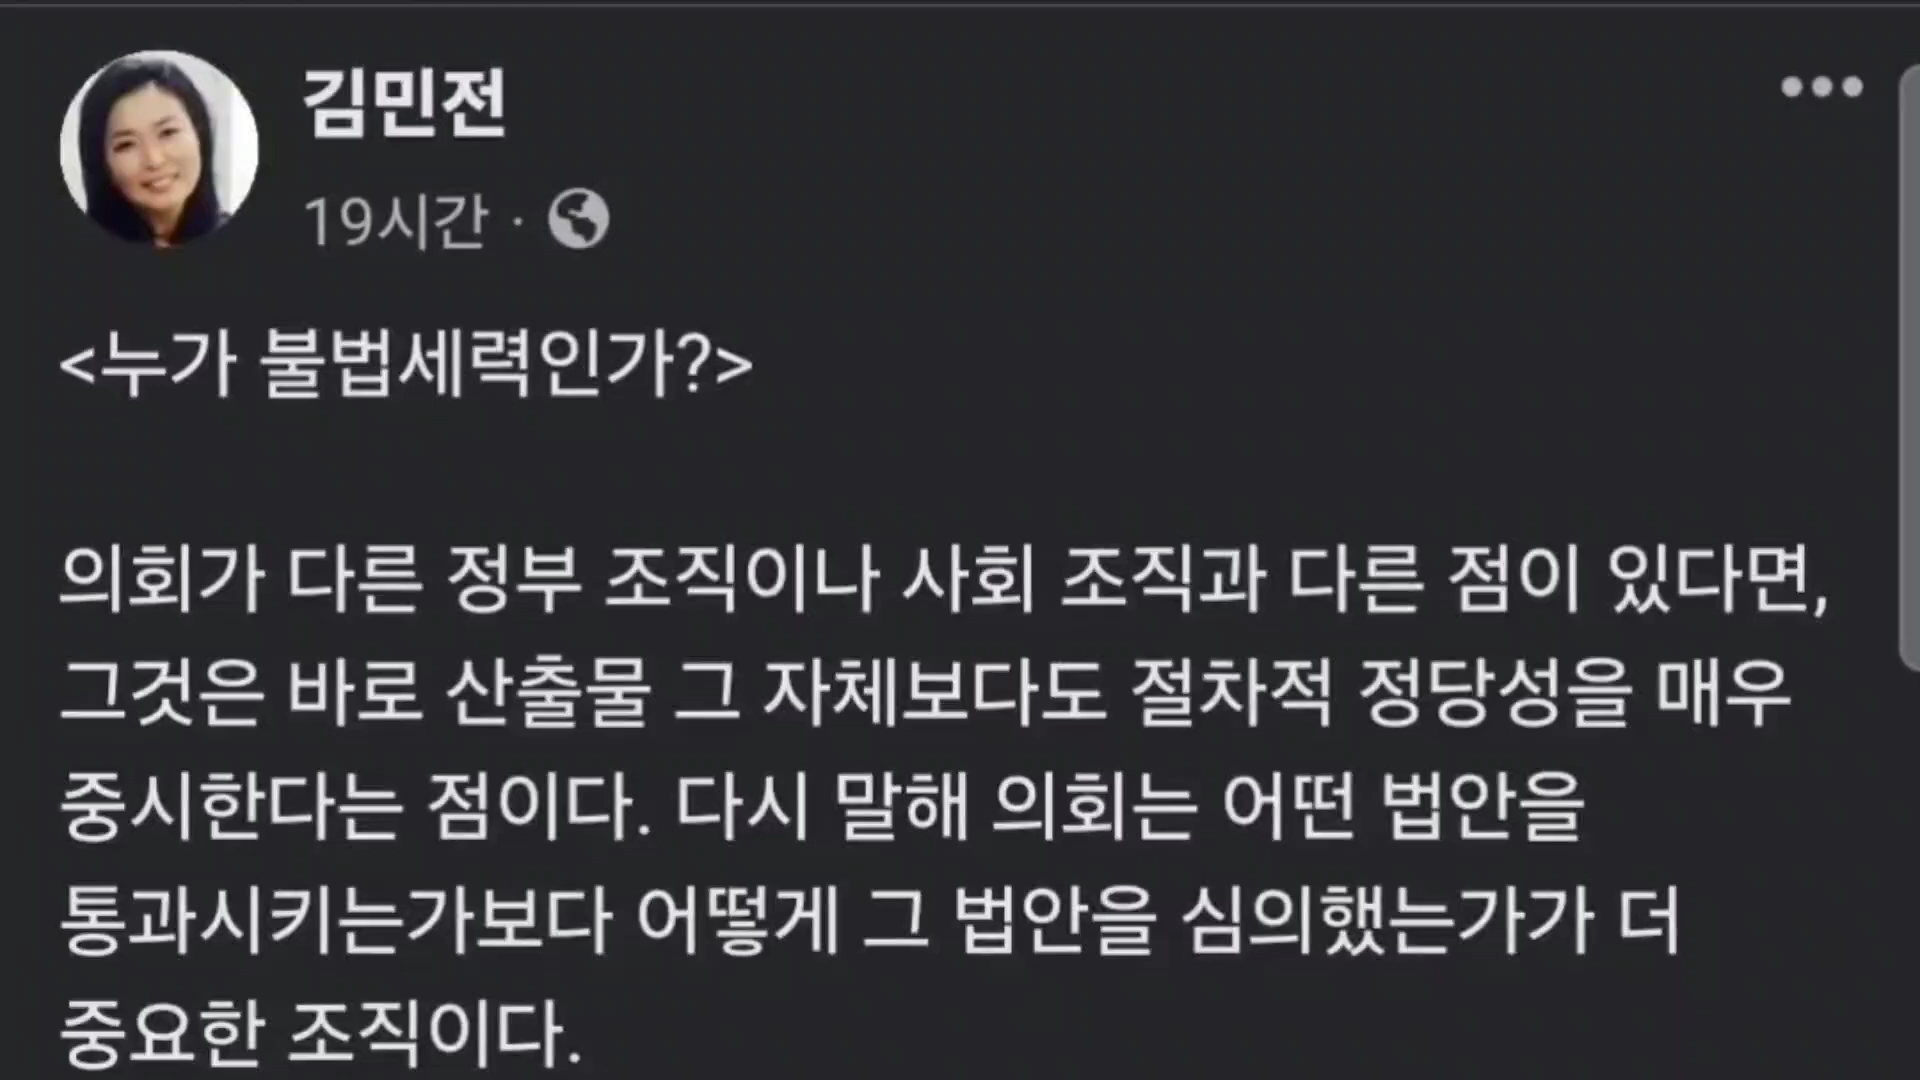 김민전
19시간 ·
<누가 불법세력인가?>
의회가 다른 정부 조직이나 사회 조직과 다른 점이 있다면,
그것은 바로 산출물 그 자체보다도 절차적 정당성을 매우
중시한다는 점이다. 다시 말해 의회는 어떤 법안을
통과시키는가보다 어떻게 그 법안을 심의했는가가 더
중요한 조직이다.